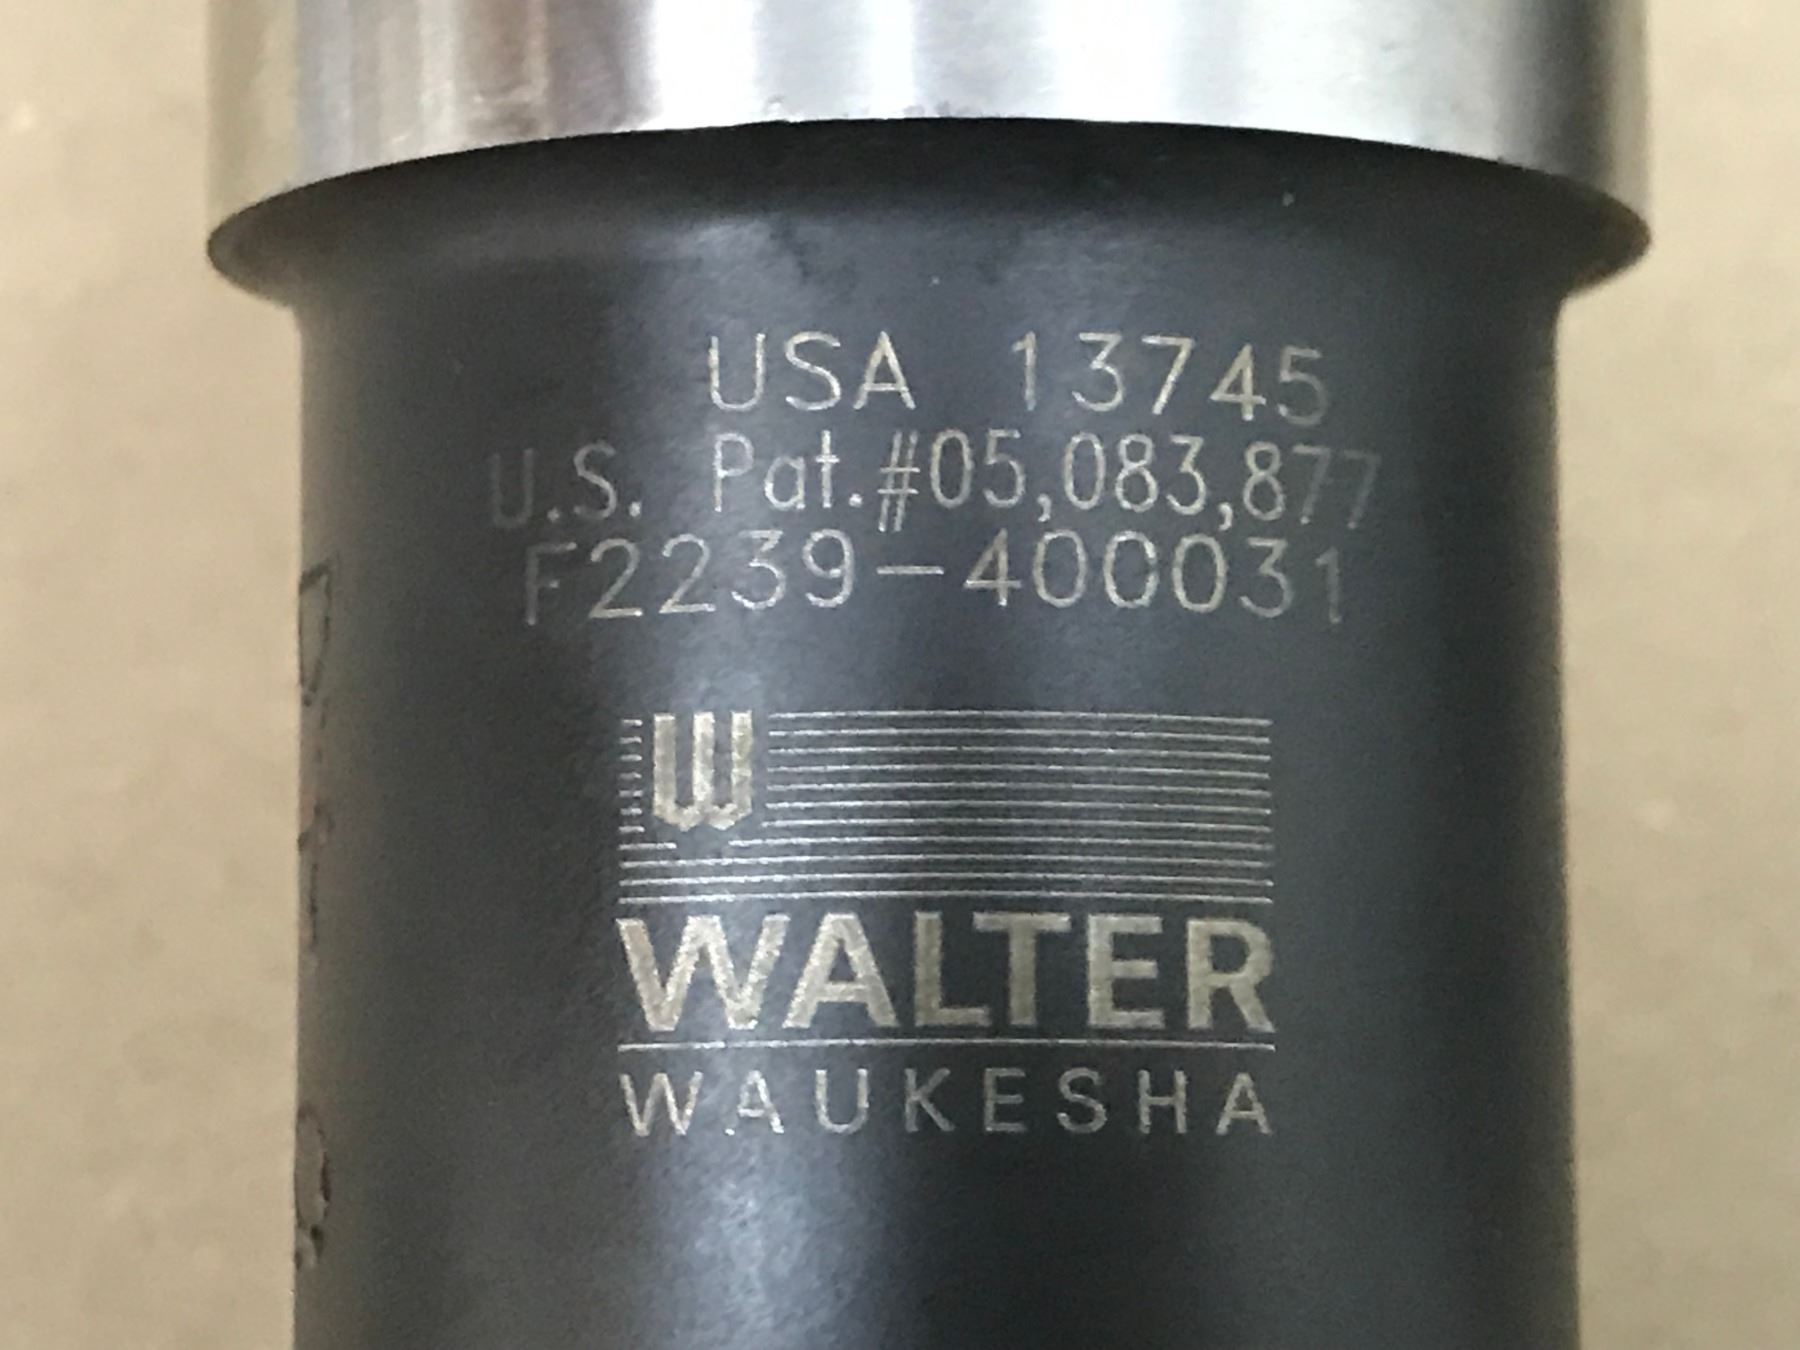 USA 13745
U.S. Pat.#05,083,877
F2239-400031
W
WALTER
WAUKESHA